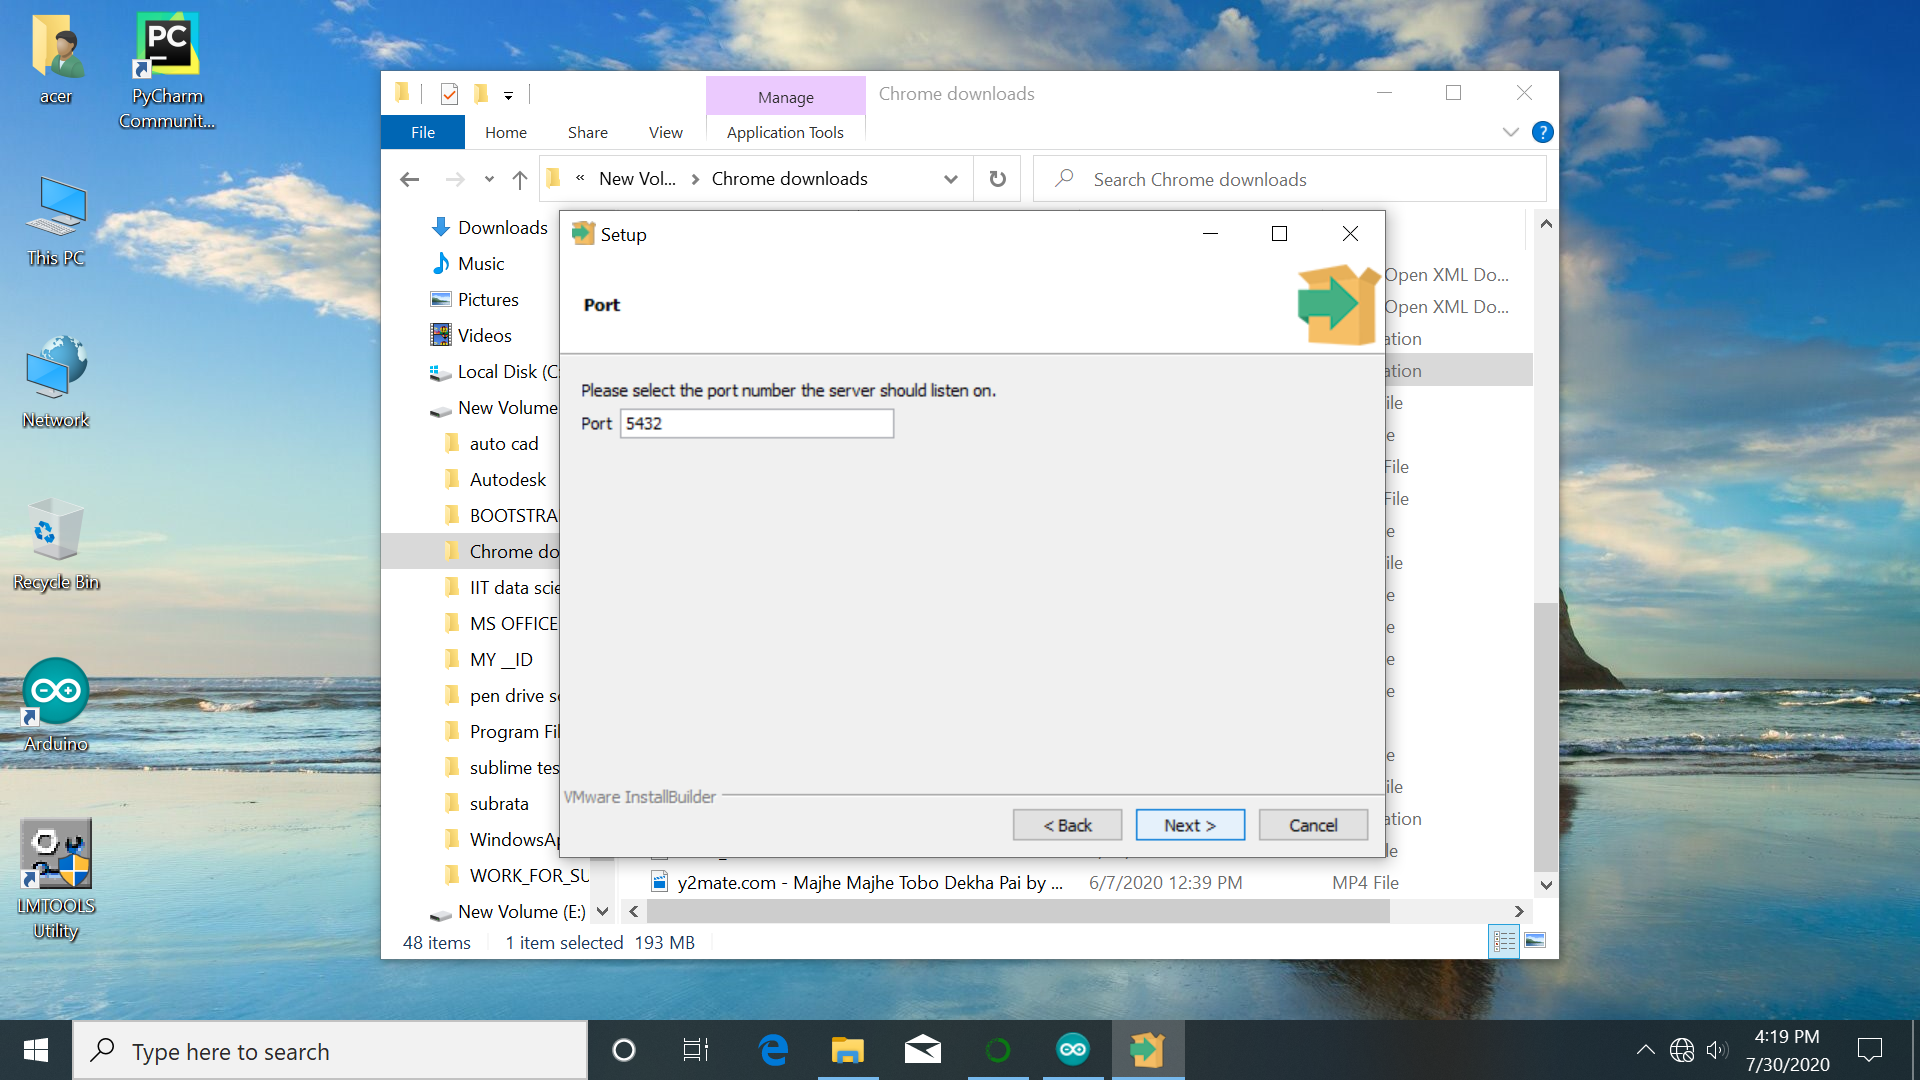 acer
PyCharm
Communit...
This PC
Network
Recycle Bin
Arduino
LMTOOLS
Utility
Manage
Chrome downloads
File
Home
Share
View
Application Tools
?
« New Vol... > Chrome downloads
Search Chrome downloads
Downloads
Music
Pictures
Videos
Local Disk (C
New Volume
auto cad
Autodesk
BOOTSTRA
Chrome do
IIT data scie
MS OFFICE
MY __ID
pen drive s
Program Fil
sublime tes
subrata
WindowsAp
WORK_FOR_SU
New Volume (E:)
Setup
Port
Please select the port number the server should listen on.
Port 5432
VMware InstallBuilder
< Back
Next >
Cancel
Open XML Do...
Open XML Do...
ation
ation
ile
e
File
File
e
ile
e
e
e
e
e
ile
ation
le
y2mate.com - Majhe Majhe Tobo Dekha Pai by ...
6/7/2020 12:39 PM
MP4 File
48 items
1 item selected 193 MB
Type here to search
4:19 PM
7/30/2020